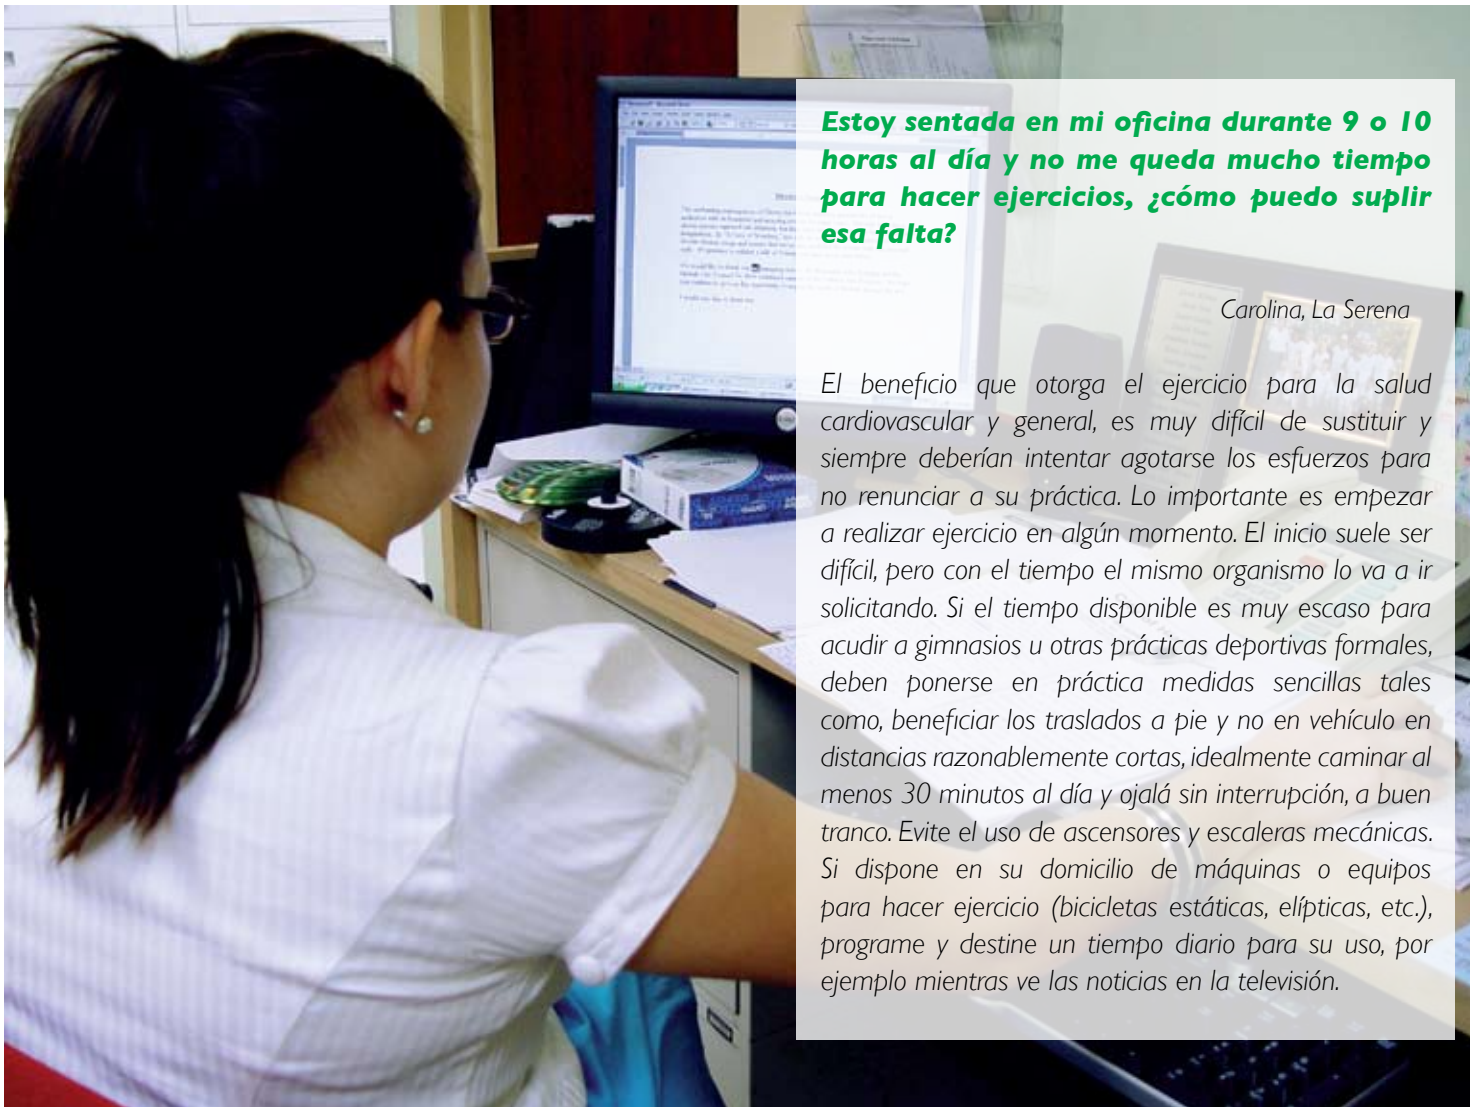 Estoy sentada en mi oficina durante 9 o 10
horas al día y no me queda mucho tiempo
para hacer ejercicios, ¿cómo puedo suplir
esa falta?
Carolina, La Serena
El beneficio que otorga el ejercicio para la salud
cardiovascular y general, es muy difícil de sustituir y
siempre deberían intentar agotarse los esfuerzos para
no renunciar a su práctica. Lo importante es empezar
a realizar ejercicio en algún momento. El inicio suele ser
difícil, pero con el tiempo el mismo organismo lo va a ir
solicitando. Si el tiempo disponible es muy escaso para
acudir a gimnasios u otras prácticas deportivas formales,
deben ponerse en práctica medidas sencillas tales
como, beneficiar los traslados a pie y no en vehículo en
distancias razonablemente cortas, idealmente caminar al
menos 30 minutos al día y ojalá sin interrupción, a buen
tranco. Evite el uso de ascensores y escaleras mecánicas.
Si dispone en su domicilio de máquinas o equipos
para hacer ejercicio (bicicletas estáticas, elípticas, etc.),
programe y destine un tiempo diario para su uso, por
ejemplo mientras ve las noticias en la televisión.